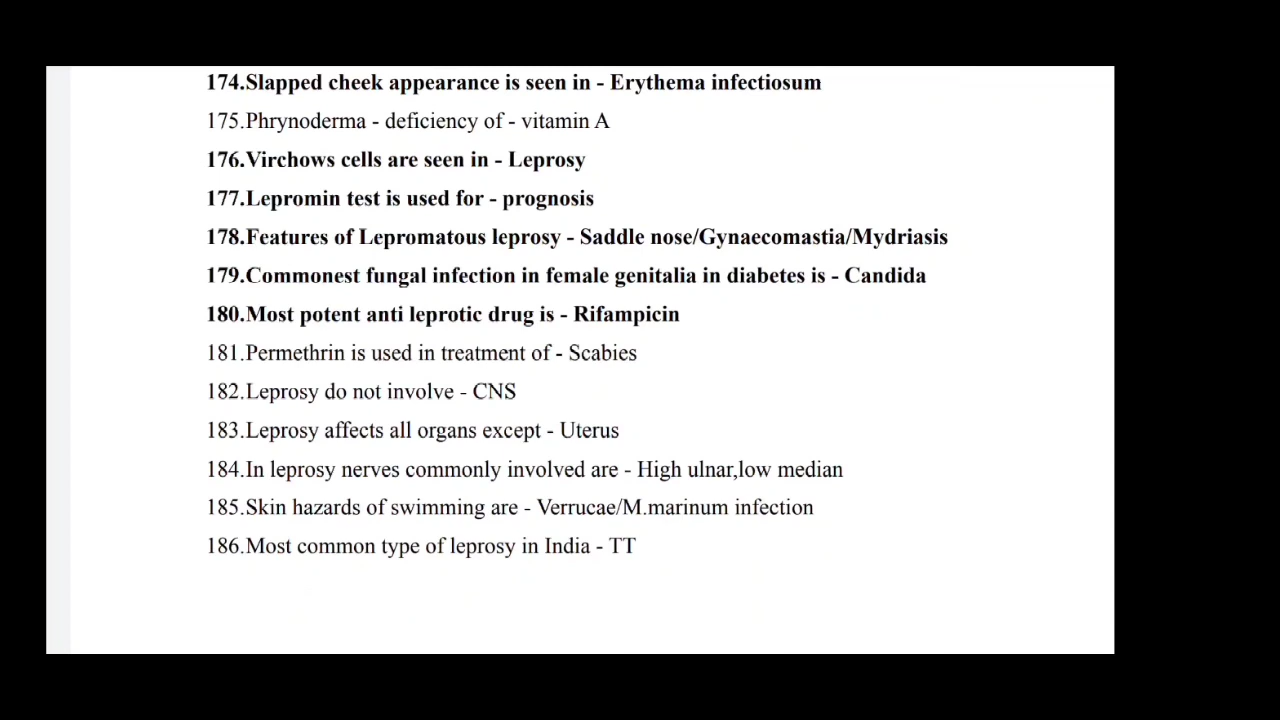 174.Slapped cheek appearance is seen in - Erythema infectiosum
175.Phrynoderma - deficiency of - vitamin A
176.Virchows cells are seen in - Leprosy
177.Lepromin test is used for - prognosis
178.Features of Lepromatous leprosy - Saddle nose/Gynaecomastia/Mydriasis
179.Commonest fungal infection in female genitalia in diabetes is - Candida
180.Most potent anti leprotic drug is - Rifampicin
181.Permethrin is used in treatment of - Scabies
182.Leprosy do not involve - CNS
183.Leprosy affects all organs except - Uterus
184.In leprosy nerves commonly involved are - High ulnar,low median
185.Skin hazards of swimming are - Verrucae/M.marinum infection
186.Most common type of leprosy in India - TT